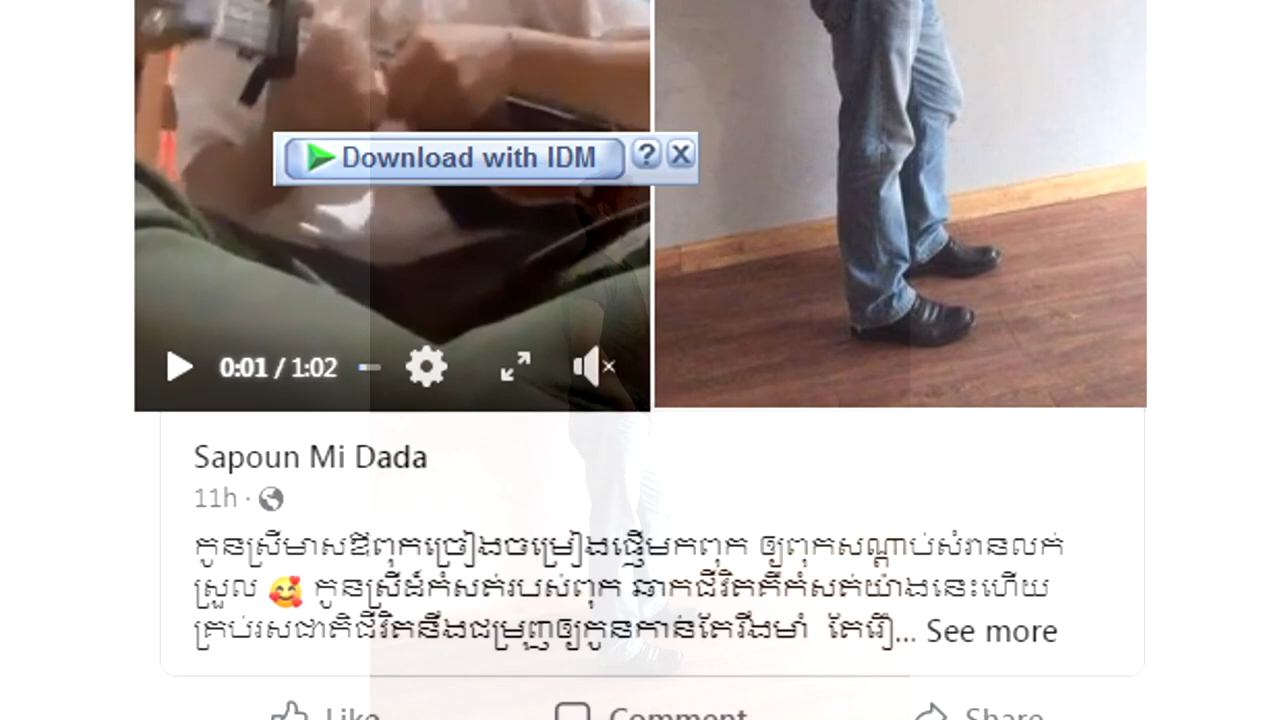 Download with IDM ? X
0:01 / 1:02
Sapoun Mi Dada
11h ·
កូនស្រីមាសឪពុកច្រៀងចម្រៀងផ្ញើមកពុក ឲ្យពុកសណ្ដាប់សំរានលក់
ស្រួល 🥰 កូនស្រីដ៏កំសត់របស់ពុក ឆាកជីវិតគឺកំសត់យ៉ាងនេះហើយ
គ្រប់រសជាតិជីវិតនឹងជម្រុញឲ្យកូនកាន់តែរឹងមាំ តែរឿ... See more
Like Comment Share